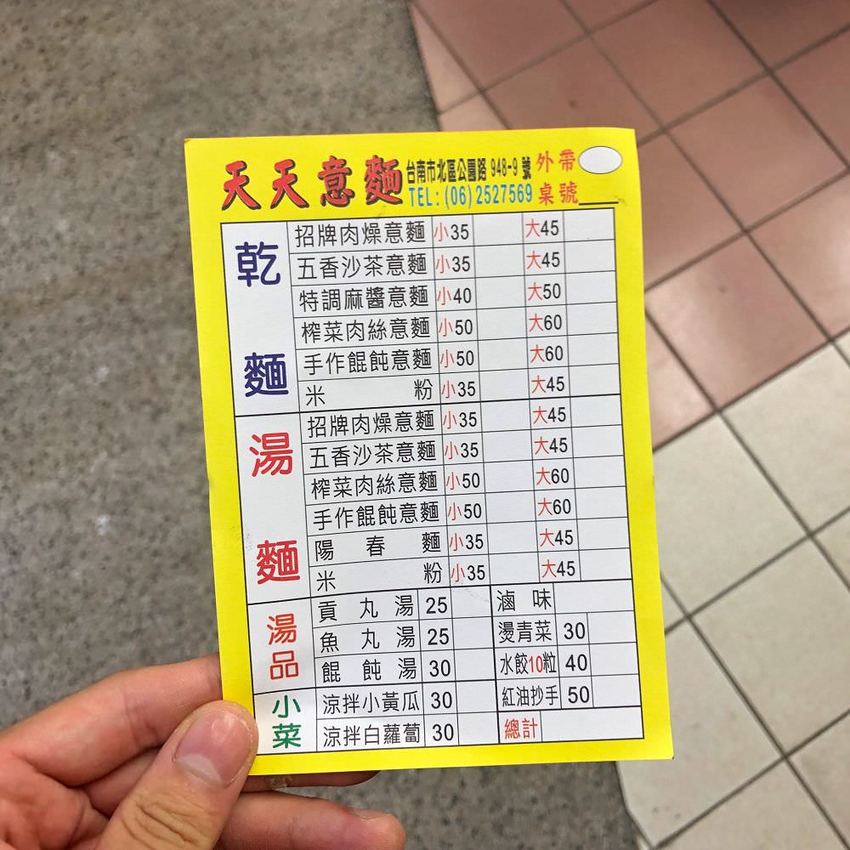 天天意麵 台南市北區公園路 948-9 號 外帶
TEL:(06)2527569 桌號
乾麵
招牌肉燥意麵 小35 大45
五香沙茶意麵 小35 大45
特調麻醬意麵 小40 大50
榨菜肉絲意麵 小50 大60
手作餛飩意麵 小50 大60
米粉 小35 大45
湯麵
招牌肉燥意麵 小35 大45
五香沙茶意麵 小35 大45
榨菜肉絲意麵 小50 大60
手作餛飩意麵 小50 大60
陽春麵 小35 大45
米粉 小35 大45
湯品
貢丸湯 25
魚丸湯 25
餛飩湯 30
小菜
涼拌小黃瓜 30
涼拌白蘿蔔 30
滷味
燙青菜 30
水餃10粒 40
紅油抄手 50
總計